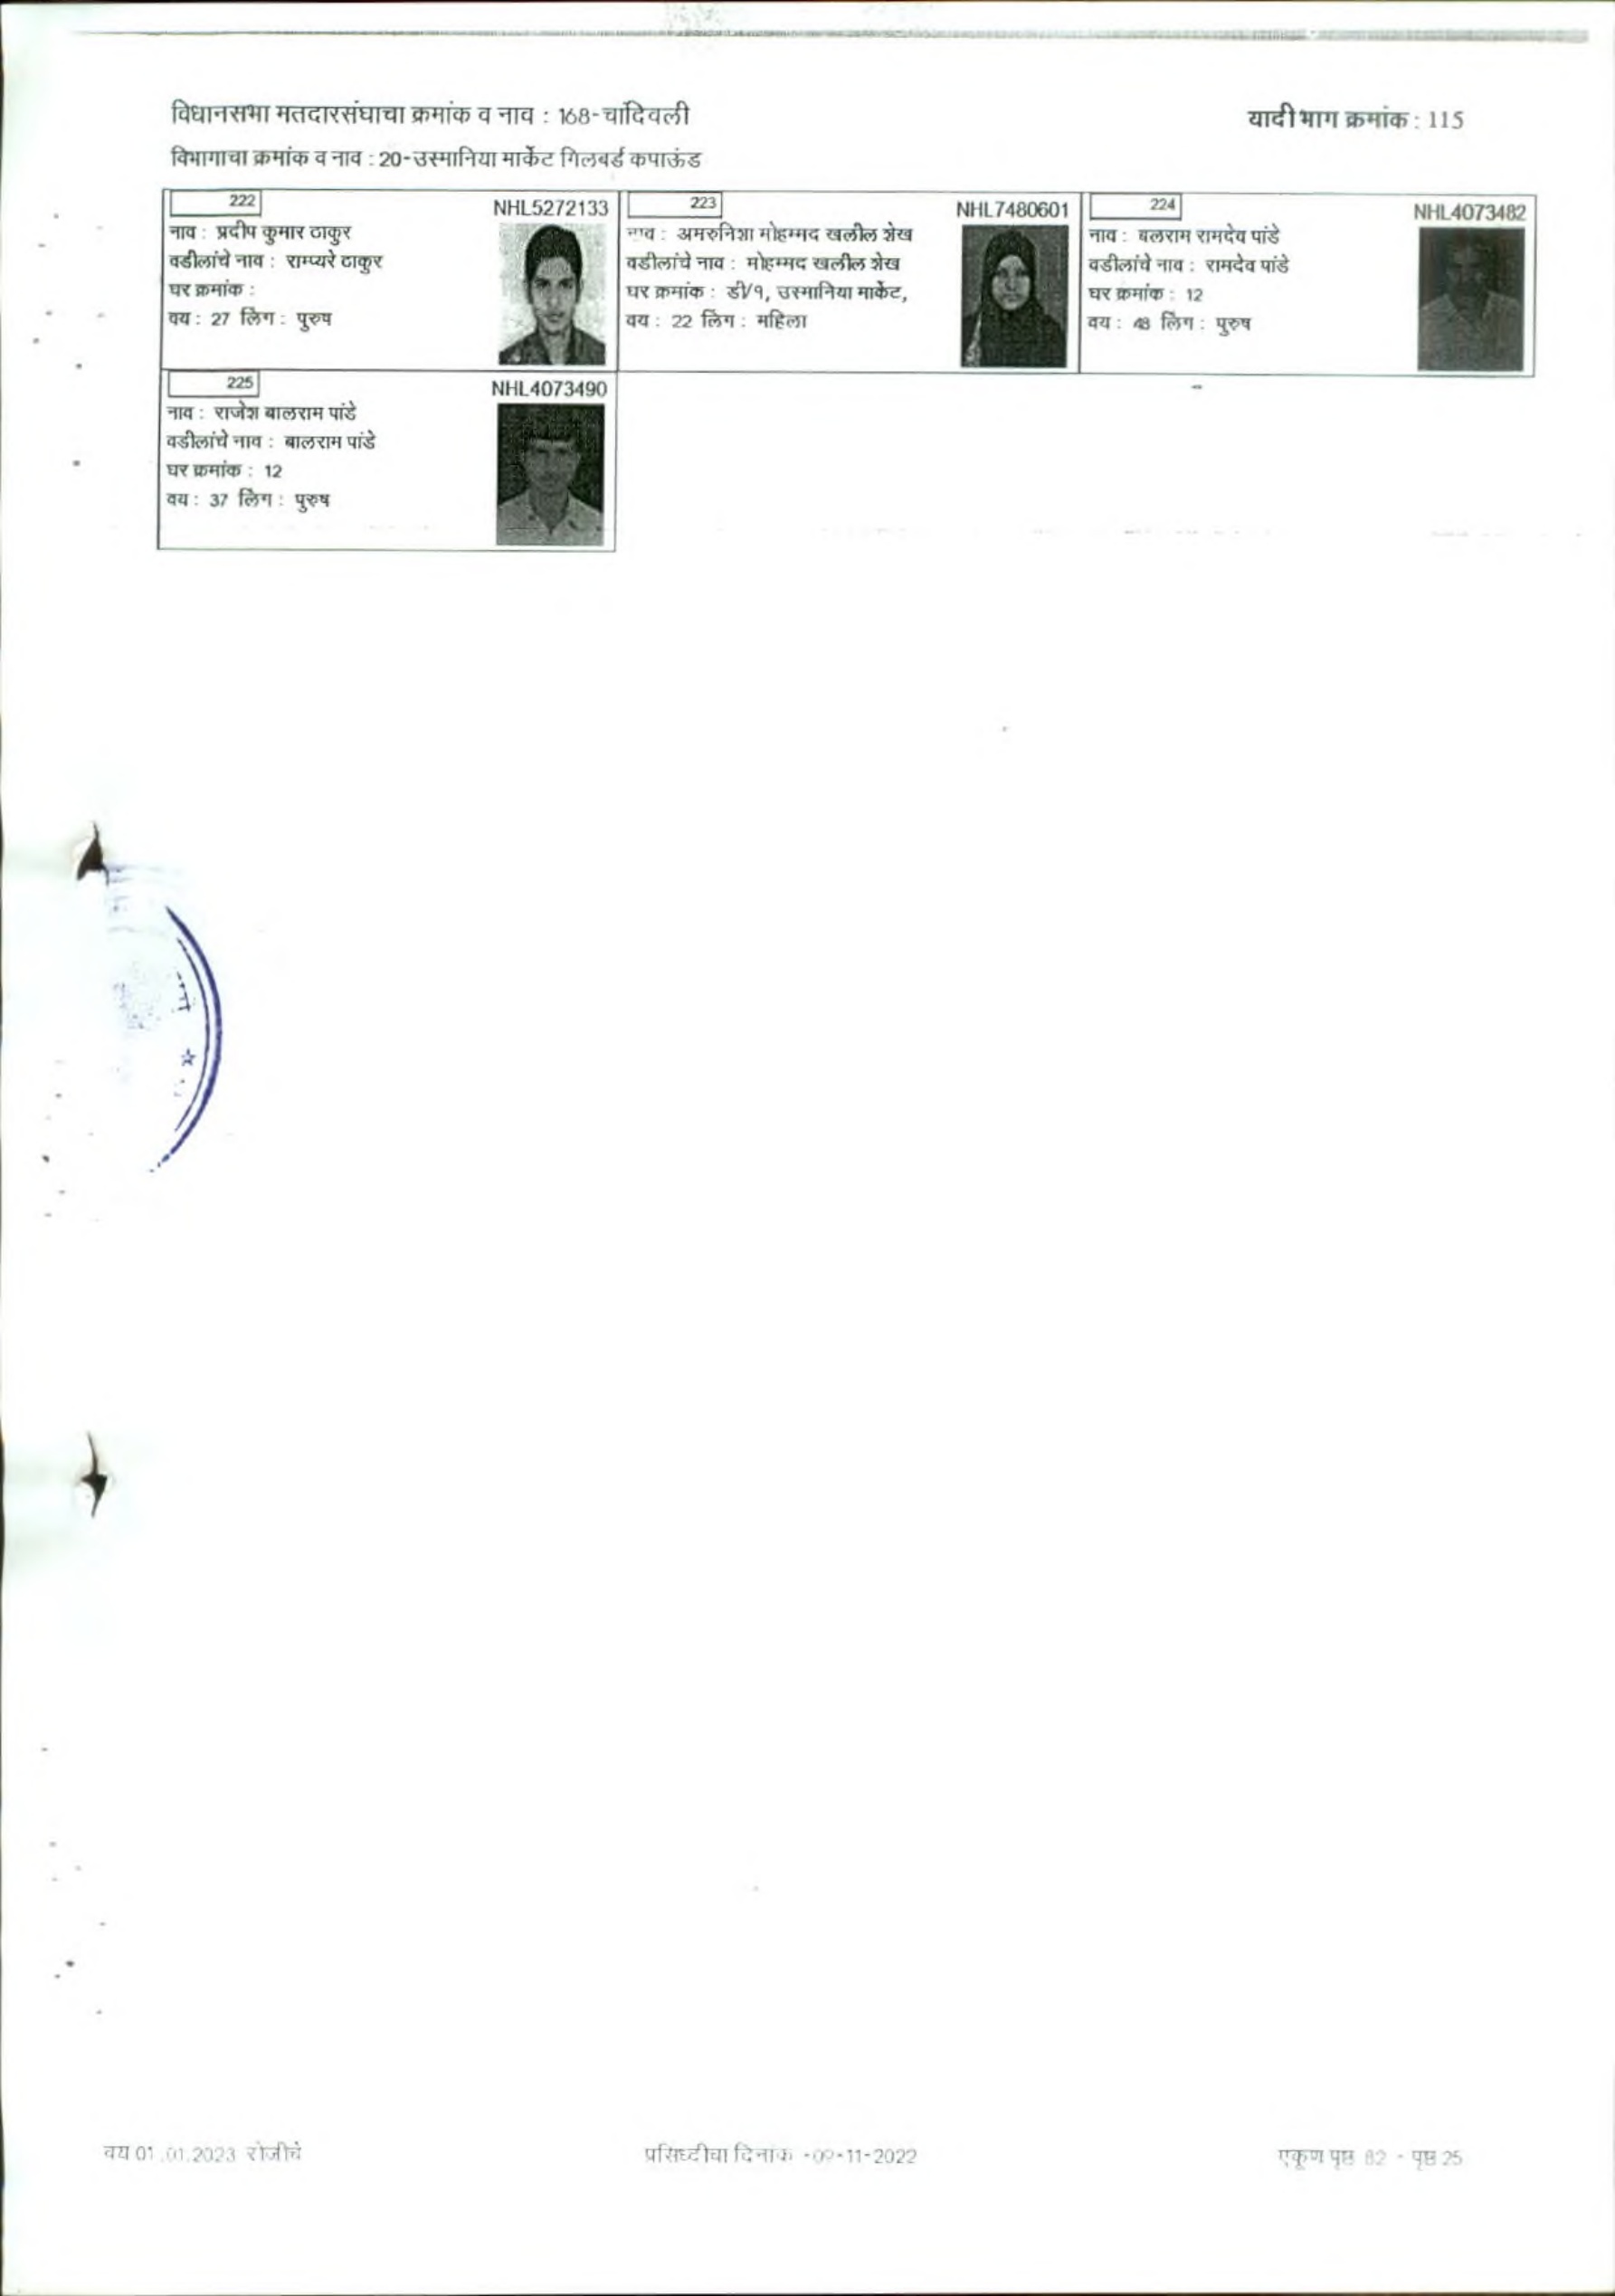 विधानसभा मतदारसंघाचा क्रमांक व नाव : 168-चांदिवली
यादी भाग क्रमांक : 115
विभागाचा क्रमांक व नाव : 20-उस्मानिया मार्केट गिलबर्ड कपाऊंड
222
NHL5272133
नाव : प्रदीप कुमार ठाकुर
वडीलांचे नाव : राम्प्यरे ठाकुर
घर क्रमांक :
वय : 27 लिंग : पुरुष
223
NHL7480601
नाव : अमरुनिशा मोहम्मद खलील शेख
वडीलांचे नाव : मोहम्मद खलील शेख
घर क्रमांक : डी/१, उस्मानिया मार्केट,
वय : 22 लिंग : महिला
224
NHL4073482
नाव : बलराम रामदेव पांडे
वडीलांचे नाव : रामदेव पांडे
घर क्रमांक : 12
वय : 48 लिंग : पुरुष
225
NHL4073490
नाव : राजेश बालराम पांडे
वडीलांचे नाव : बालराम पांडे
घर क्रमांक : 12
वय : 37 लिंग : पुरुष
वय 01.01.2023 रोजीचे
प्रसिध्दीचा दिनांक -09-11-2022
एकूण पृष्ठ 82 - पृष्ठ 25